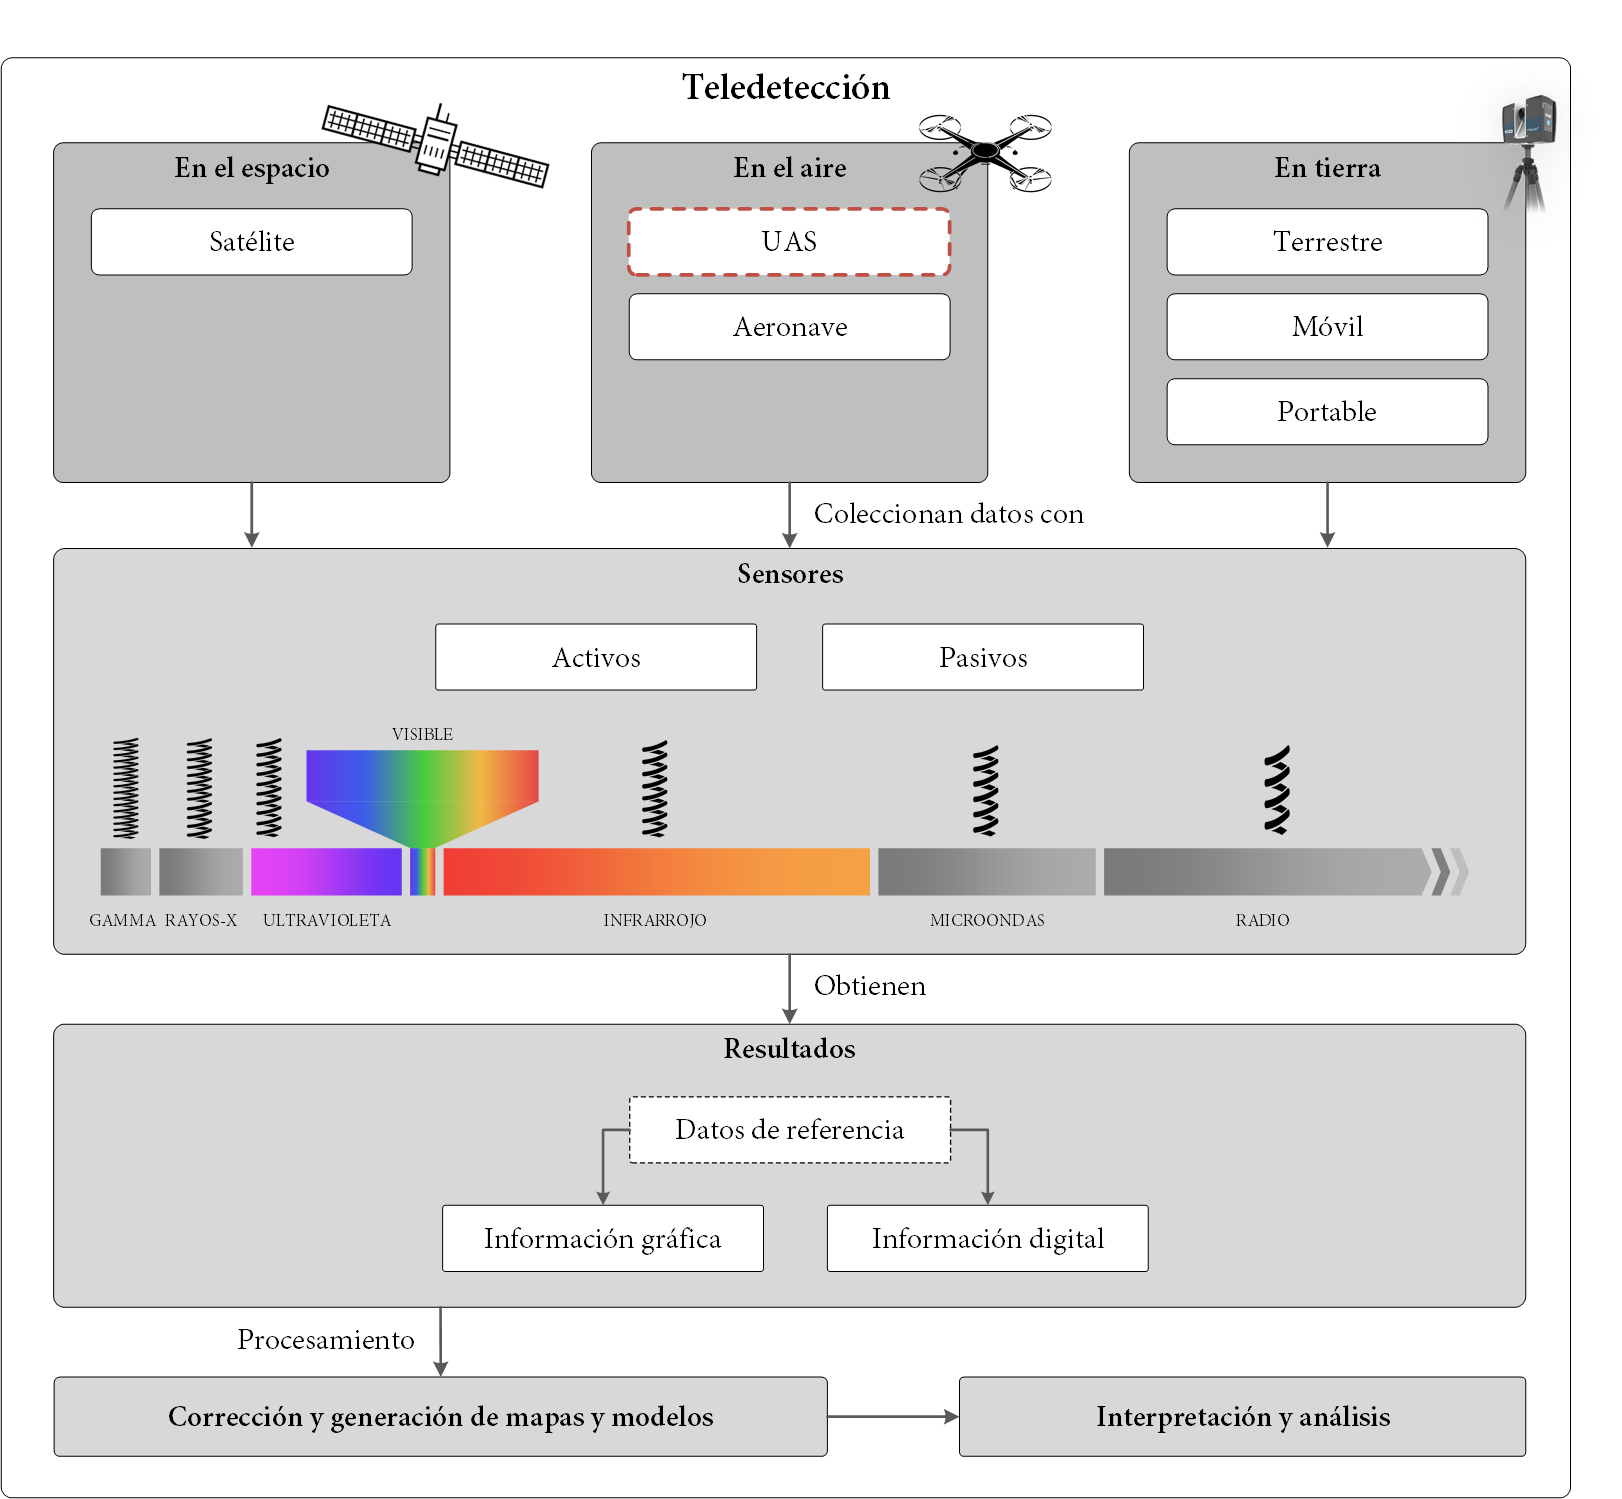 Teledetección
En el espacio
Satélite
En el aire
UAS
Aeronave
En tierra
Terrestre
Móvil
Portable
Coleccionan datos con
Sensores
Activos
Pasivos
VISIBLE
GAMMA
RAYOS-X
ULTRAVIOLETA
INFRARROJO
MICROONDAS
RADIO
Obtienen
Resultados
Datos de referencia
Información gráfica
Información digital
Procesamiento
Corrección y generación de mapas y modelos
Interpretación y análisis